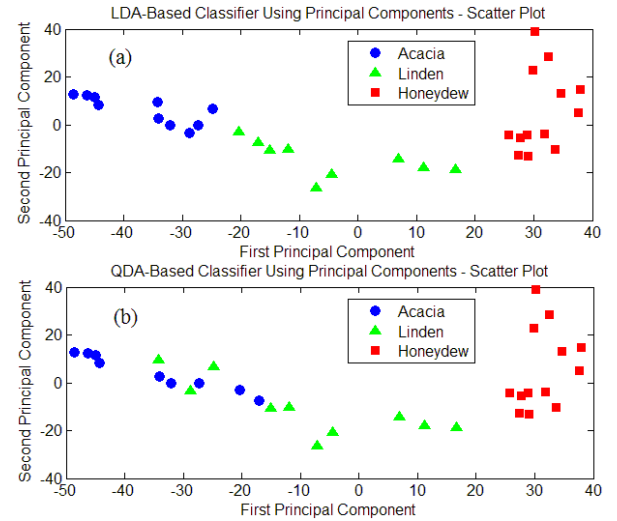 LDA-Based Classifier Using Principal Components - Scatter Plot
40
20
0
-20
-40
Second Principal Component
(a)
Acacia
Linden
Honeydew
-50 -40 -30 -20 -10 0 10 20 30 40
First Principal Component
QDA-Based Classifier Using Principal Components - Scatter Plot
40
20
0
-20
-40
Second Principal Component
(b)
Acacia
Linden
Honeydew
-50 -40 -30 -20 -10 0 10 20 30 40
First Principal Component